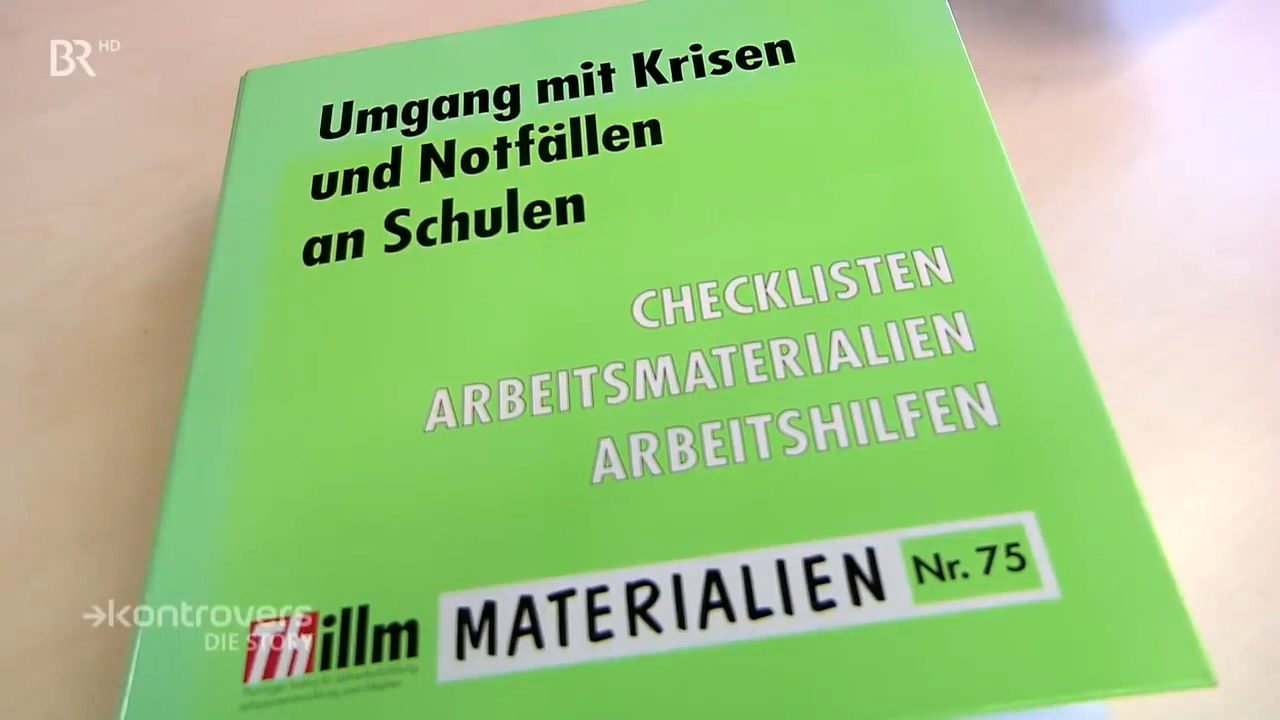 BR HD
Umgang mit Krisen
und Notfällen
an Schulen
CHECKLISTEN
ARBEITSMATERIALIEN
ARBEITSHILFEN
MATERIALIEN Nr. 75
kontrovers
DIE STORY
Thillm